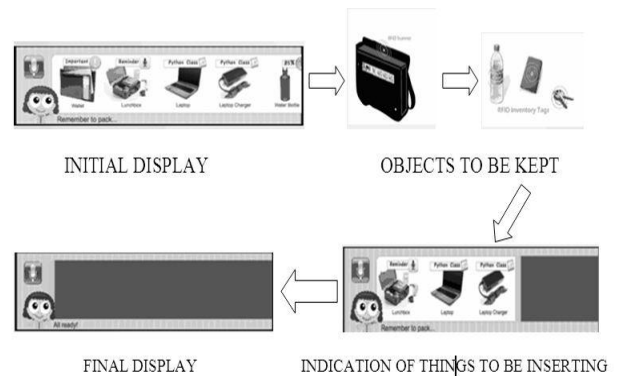 Important Reminder Python Class Python Class
Wallet Lunchbox Laptop Laptop Charger Water Bottle
Remember to pack...
RFID Scanner
RFID Inventory Tags
INITIAL DISPLAY
OBJECTS TO BE KEPT
Reminder Python Class Python Class
Lunchbox Laptop Laptop Charger
Remember to pack...
All ready!
FINAL DISPLAY
INDICATION OF THINGS TO BE INSERTING